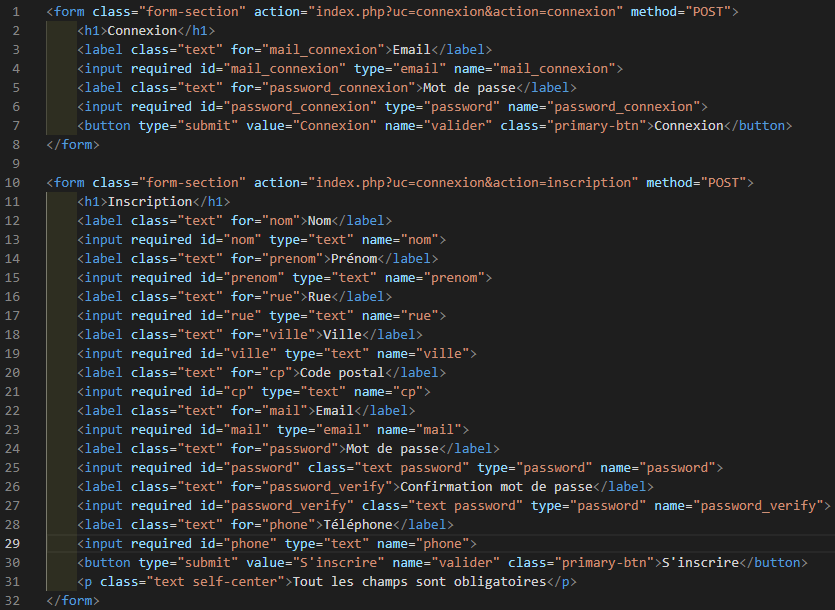 1 <form class="form-section" action="index.php?uc=connexion&action=connexion" method="POST">
2 <h1>Connexion</h1>
3 <label class="text" for="mail_connexion">Email</label>
4 <input required id="mail_connexion" type="email" name="mail_connexion">
5 <label class="text" for="password_connexion">Mot de passe</label>
6 <input required id="password_connexion" type="password" name="password_connexion">
7 <button type="submit" value="Connexion" name="valider" class="primary-btn">Connexion</button>
8 </form>
9
10 <form class="form-section" action="index.php?uc=connexion&action=inscription" method="POST">
11 <h1>Inscription</h1>
12 <label class="text" for="nom">Nom</label>
13 <input required id="nom" type="text" name="nom">
14 <label class="text" for="prenom">Prénom</label>
15 <input required id="prenom" type="text" name="prenom">
16 <label class="text" for="rue">Rue</label>
17 <input required id="rue" type="text" name="rue">
18 <label class="text" for="ville">Ville</label>
19 <input required id="ville" type="text" name="ville">
20 <label class="text" for="cp">Code postal</label>
21 <input required id="cp" type="text" name="cp">
22 <label class="text" for="mail">Email</label>
23 <input required id="mail" type="email" name="mail">
24 <label class="text" for="password">Mot de passe</label>
25 <input required id="password" class="text password" type="password" name="password">
26 <label class="text" for="password_verify">Confirmation mot de passe</label>
27 <input required id="password_verify" class="text password" type="password" name="password_verify">
28 <label class="text" for="phone">Téléphone</label>
29 <input required id="phone" type="text" name="phone">
30 <button type="submit" value="S'inscrire" name="valider" class="primary-btn">S'inscrire</button>
31 <p class="text self-center">Tout les champs sont obligatoires</p>
32 </form>